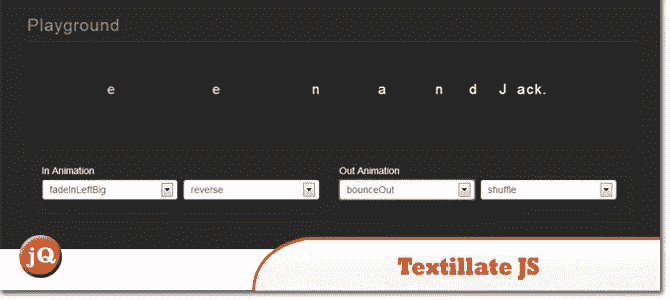 Playground
e e n a n d J ack.
In Animation Out Animation
fadeInLeftBig reverse bounceOut shuffle
jQ
Textillate JS